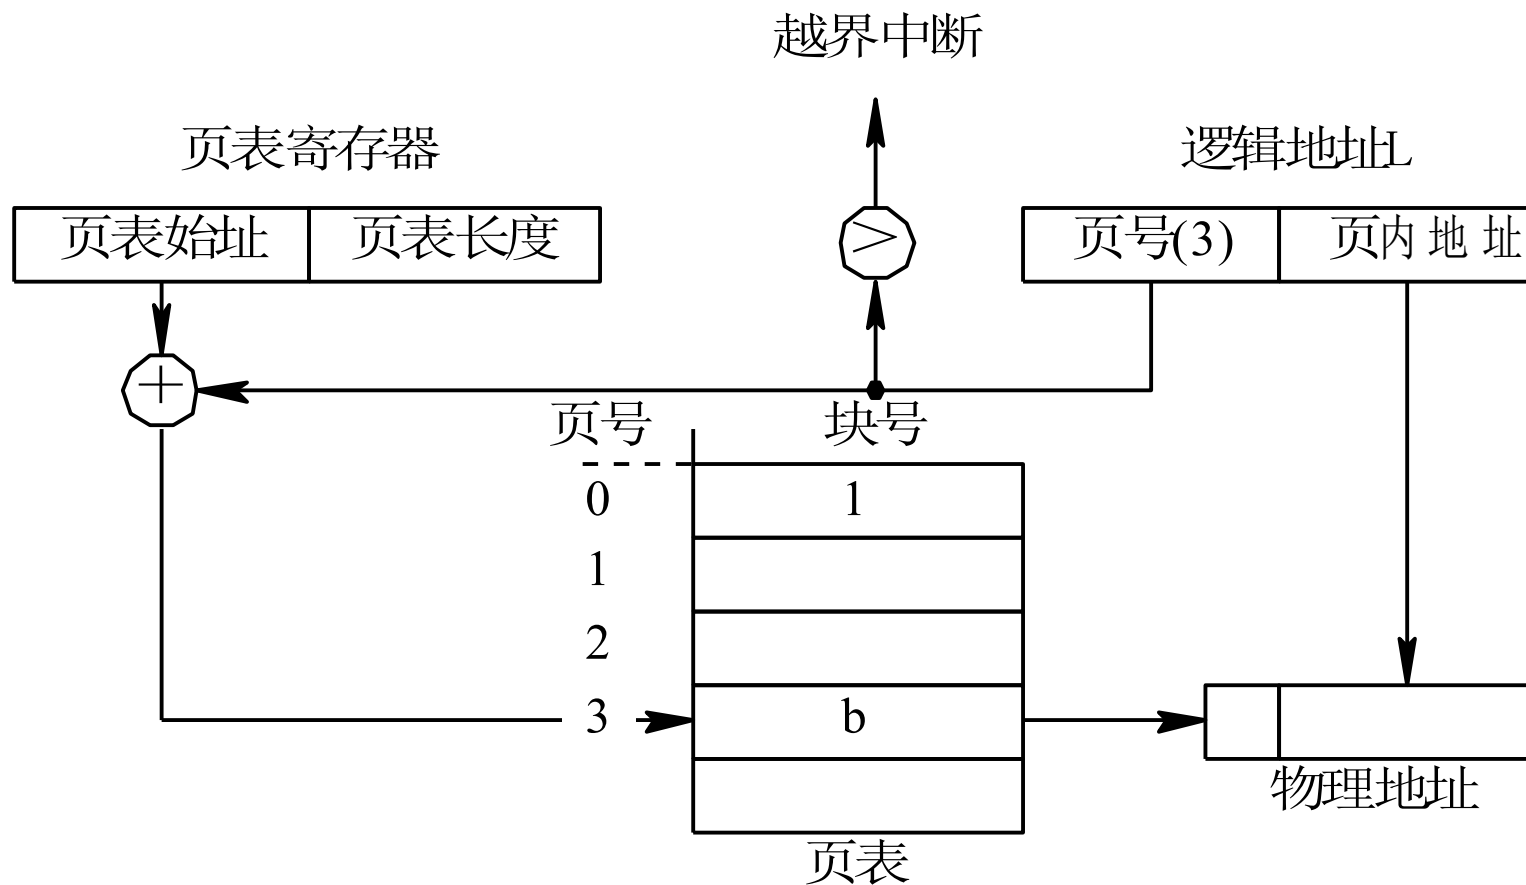 越界中断
页表寄存器
逻辑地址L
页表始址 页表长度
>
页号(3) 页内地址
+
页号 块号
0 1
1
2
3 b
物理地址
页表